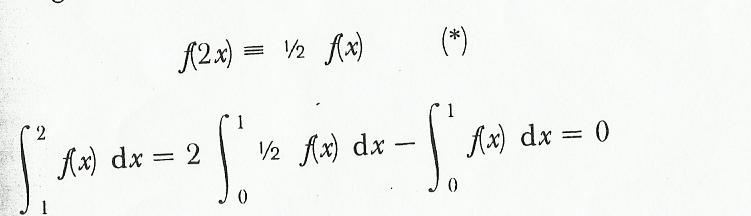 f(2x) ≡ ½ f(x) (*)
∫₁² f(x) dx = 2 ∫₀¹ ½ f(x) dx − ∫₀¹ f(x) dx = 0